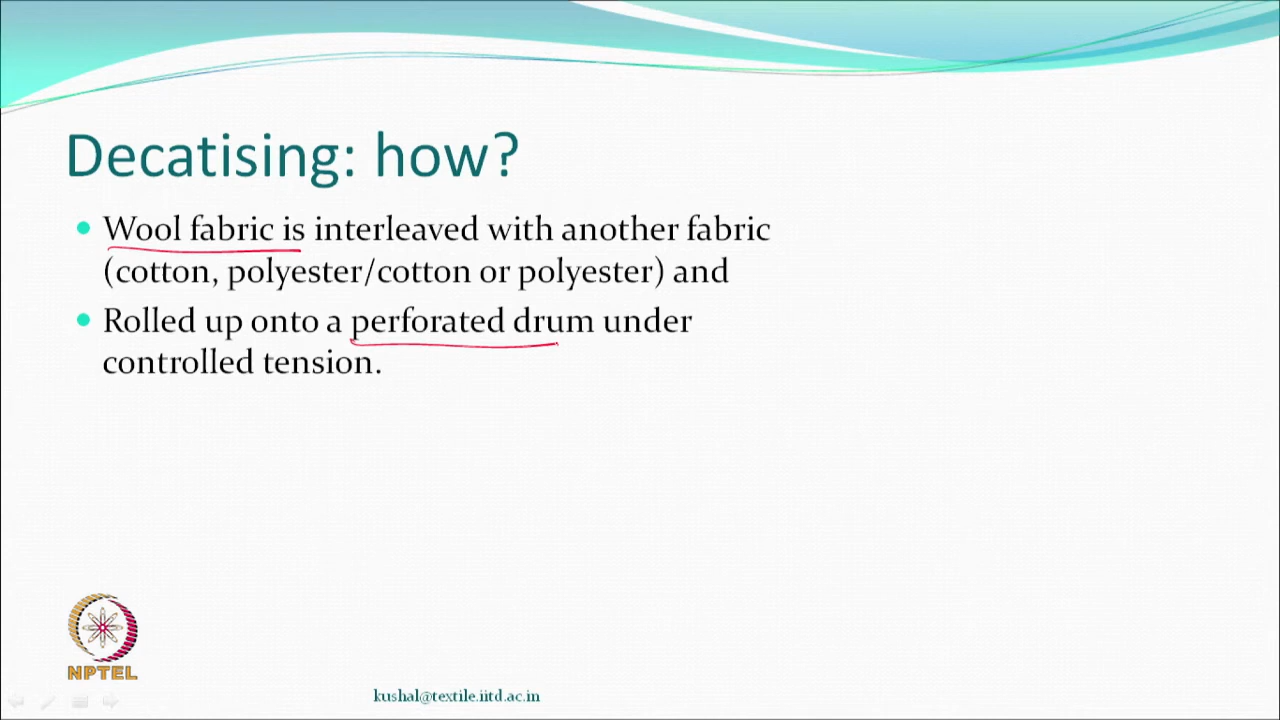 Decatising: how?
Wool fabric is interleaved with another fabric
(cotton, polyester/cotton or polyester) and
Rolled up onto a perforated drum under
controlled tension.
NPTEL
kushal@textile.iitd.ac.in